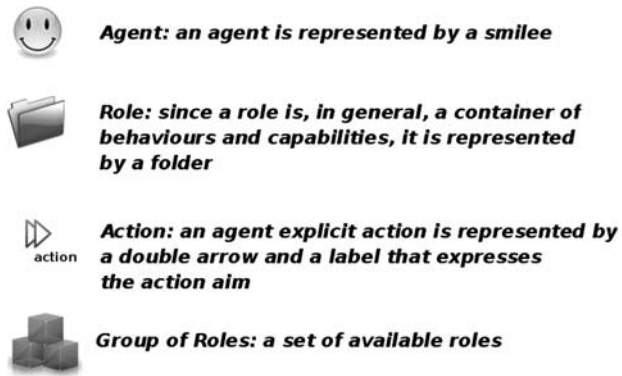 Agent: an agent is represented by a smilee
Role: since a role is, in general, a container of
behaviours and capabilities, it is represented
by a folder
action
Action: an agent explicit action is represented by
a double arrow and a label that expresses
the action aim
Group of Roles: a set of available roles